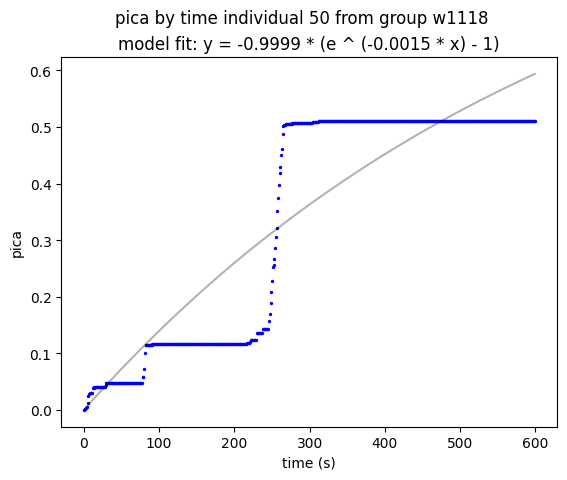 pica by time individual 50 from group w1118
model fit: y = -0.9999 * (e ^ (-0.0015 * x) - 1)
0.6
0.5
0.4
0.3
0.2
0.1
0.0
pica
0 100 200 300 400 500 600
time (s)